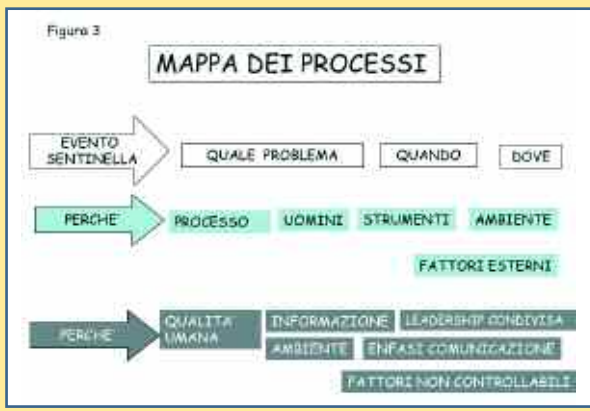 Figura 3
MAPPA DEI PROCESSI
EVENTO
SENTINELLA
QUALE PROBLEMA
QUANDO
DOVE
PERCHE'
PROCESSO
UOMINI
STRUMENTI
AMBIENTE
FATTORI ESTERNI
PERCHE'
QUALITA
UMANA
INFORMAZIONE
LEADERSHIP CONDIVISA
AMBIENTE
ENFASI COMUNICAZIONE
FATTORI NON CONTROLLABILI